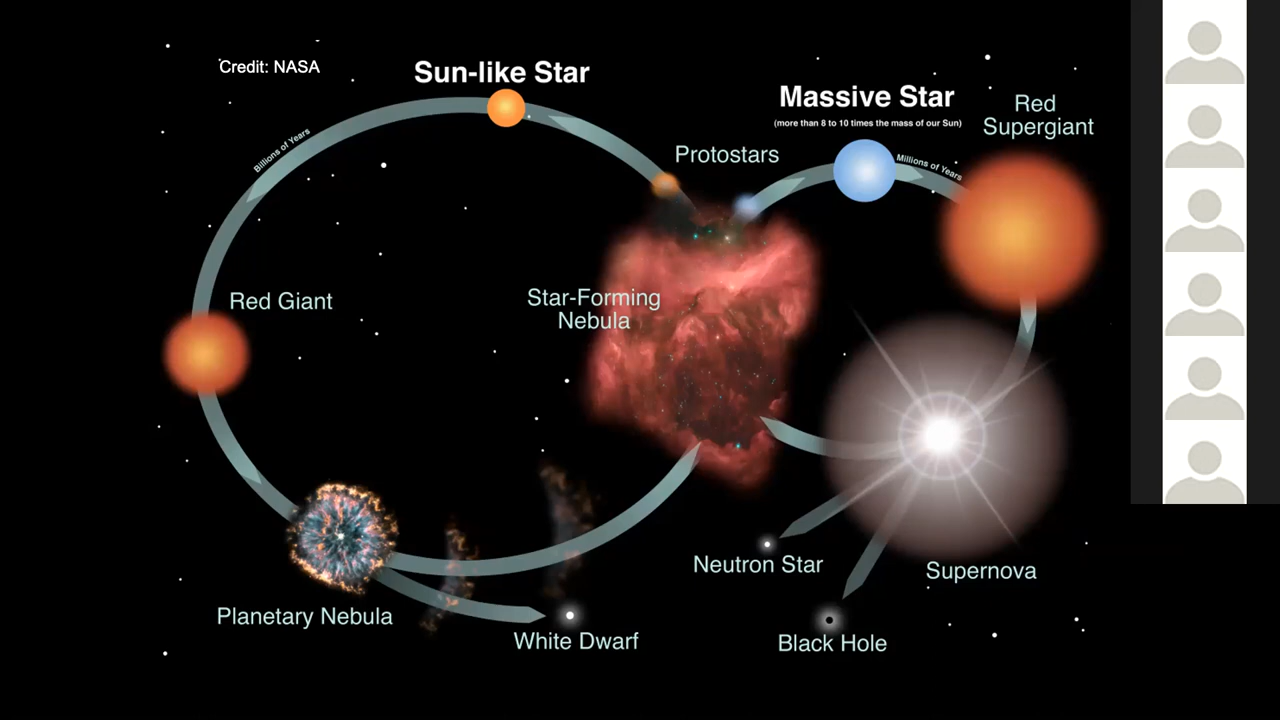 Credit: NASA
Sun-like Star
Massive Star
(more than 8 to 10 times the mass of our Sun)
Red
Supergiant
Protostars
Billions of Years
Millions of Years
Red Giant
Star-Forming
Nebula
Neutron Star
Supernova
Planetary Nebula
White Dwarf
Black Hole